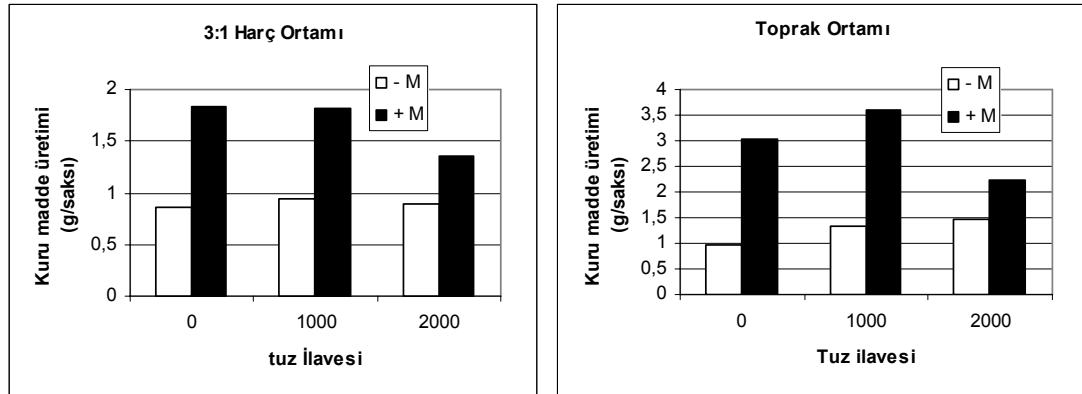 3:1 Harç Ortamı
- M
+ M
2
1,5
1
0,5
0
Kuru madde üretimi
(g/saksı)
0 1000 2000
tuz İlavesi
Toprak Ortamı
- M
+ M
4
3,5
3
2,5
2
1,5
1
0,5
0
Kuru madde üretimi
(g/saksı)
0 1000 2000
Tuz ilavesi